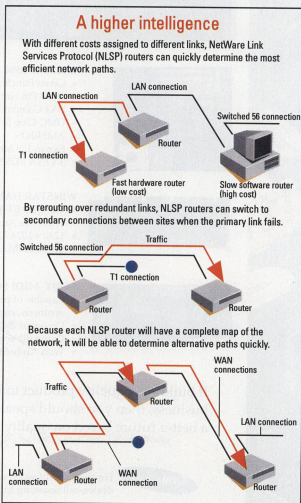 A higher intelligence
With different costs assigned to different links, NetWare Link
Services Protocol (NLSP) routers can quickly determine the most
efficient network paths.
LAN connection
LAN connection
Switched 56 connection
Router
T1 connection
Fast hardware router
(low cost)
Slow software router
(high cost)
By rerouting over redundant links, NLSP routers can switch to
secondary connections between sites when the primary link fails.
Traffic
Switched 56 connection
T1 connection
Router
Router
Because each NLSP router will have a complete map of the
network, it will be able to determine alternative paths quickly.
WAN
connections
Traffic
Router
LAN connection
LAN
connection
Router
WAN
connection
Router